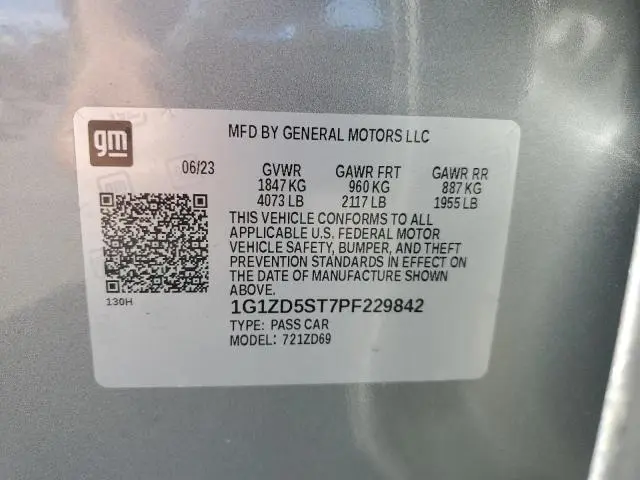 gm
MFD BY GENERAL MOTORS LLC
06/23 GVWR GAWR FRT GAWR RR
1847 KG 960 KG 887 KG
4073 LB 2117 LB 1955 LB
THIS VEHICLE CONFORMS TO ALL
APPLICABLE U.S. FEDERAL MOTOR
VEHICLE SAFETY, BUMPER, AND THEFT
PREVENTION STANDARDS IN EFFECT ON
THE DATE OF MANUFACTURE SHOWN
ABOVE.
130H
1G1ZD5ST7PF229842
TYPE: PASS CAR
MODEL: 721ZD69